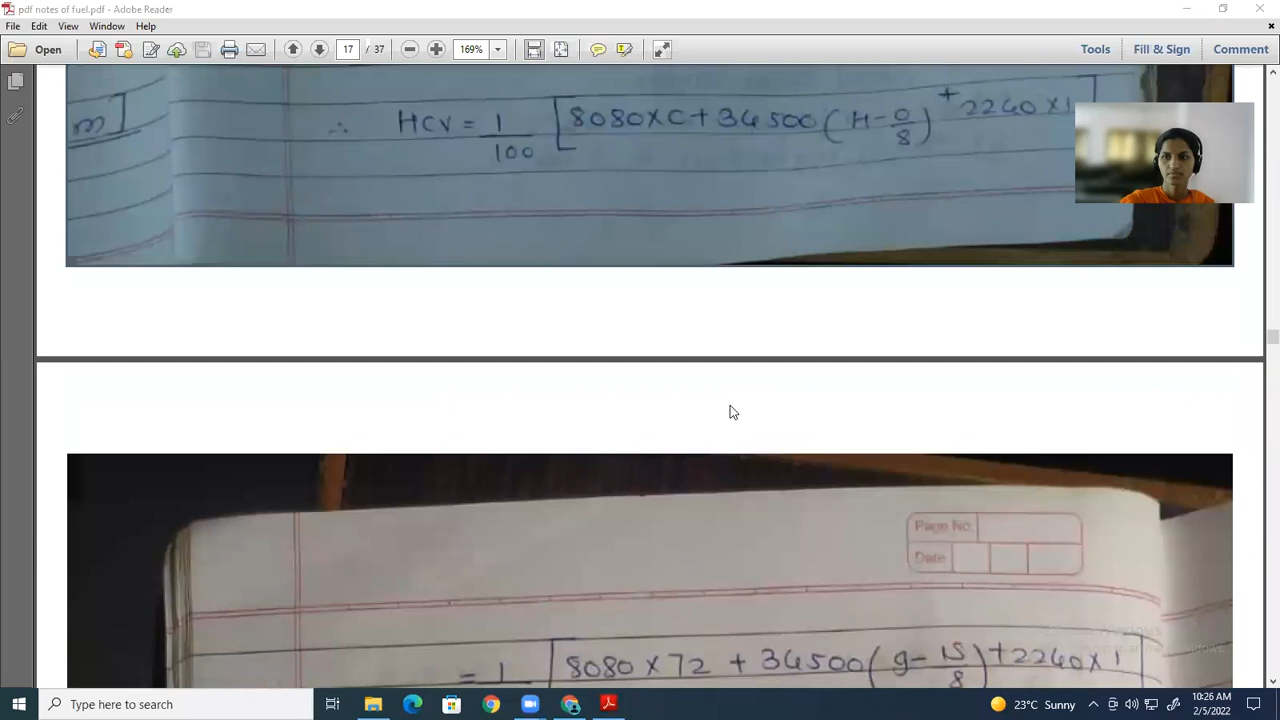 pdf notes of fuel.pdf - Adobe Reader
File Edit View Window Help
Open 17 / 37 169% Tools Fill & Sign Comment
m]
∴ HCV = 1/100 [8080×C + 34500 (H - O/8) + 2240 × 1]
Page No.
Date
= 1 [8080 × 72 + 34500 (9 - 15/8) + 2240 × 1]
Type here to search
23°C Sunny
10:26 AM
2/5/2022